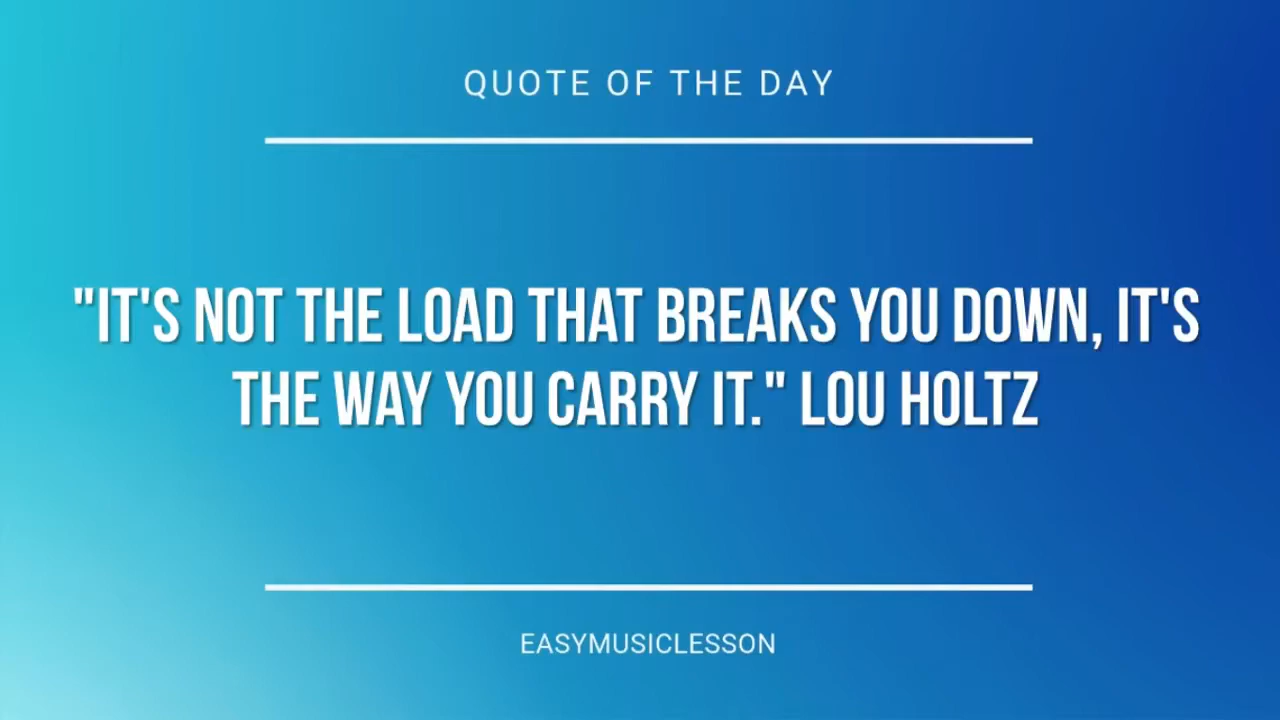 QUOTE OF THE DAY
"IT'S NOT THE LOAD THAT BREAKS YOU DOWN, IT'S
THE WAY YOU CARRY IT." LOU HOLTZ
EASYMUSICLESSON